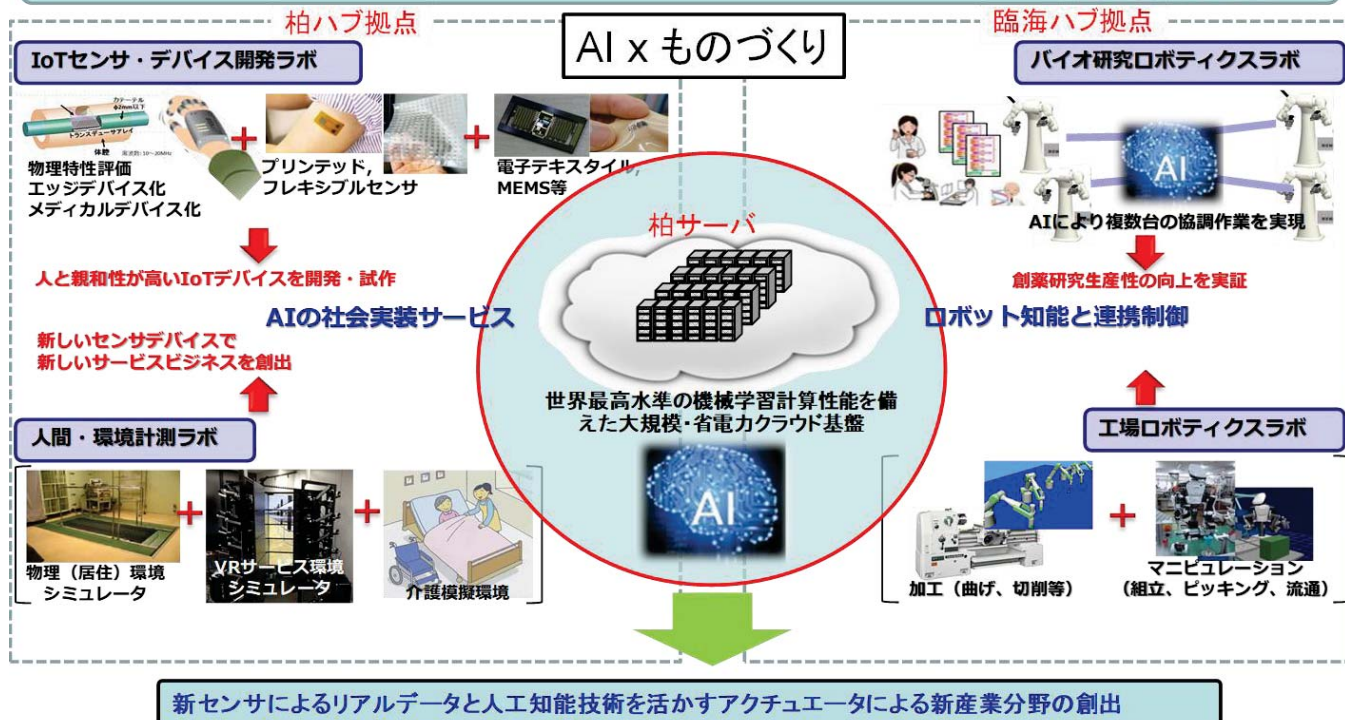 柏ハブ拠点
AI x ものづくり
臨海ハブ拠点
IoTセンサ・デバイス開発ラボ
カテーテル
φ2mm以下
トランスデューサアレイ
体腔
周波数:10～20MHz
物理特性評価
エッジデバイス化
メディカルデバイス化
プリンテッド,
フレキシブルセンサ
電子テキスタイル,
MEMS等
人と親和性が高いIoTデバイスを開発・試作
AIの社会実装サービス
新しいセンサデバイスで
新しいサービスビジネスを創出
人間・環境計測ラボ
物理（居住）環境
シミュレータ
VRサービス環境
シミュレータ
介護模擬環境
柏サーバ
世界最高水準の機械学習計算性能を備
えた大規模・省電力クラウド基盤
AI
バイオ研究ロボティクスラボ
AI
AIにより複数台の協調作業を実現
創薬研究生産性の向上を実証
ロボット知能と連携制御
工場ロボティクスラボ
加工（曲げ、切削等）
マニピュレーション
（組立、ピッキング、流通）
新センサによるリアルデータと人工知能技術を活かすアクチュエータによる新産業分野の創出